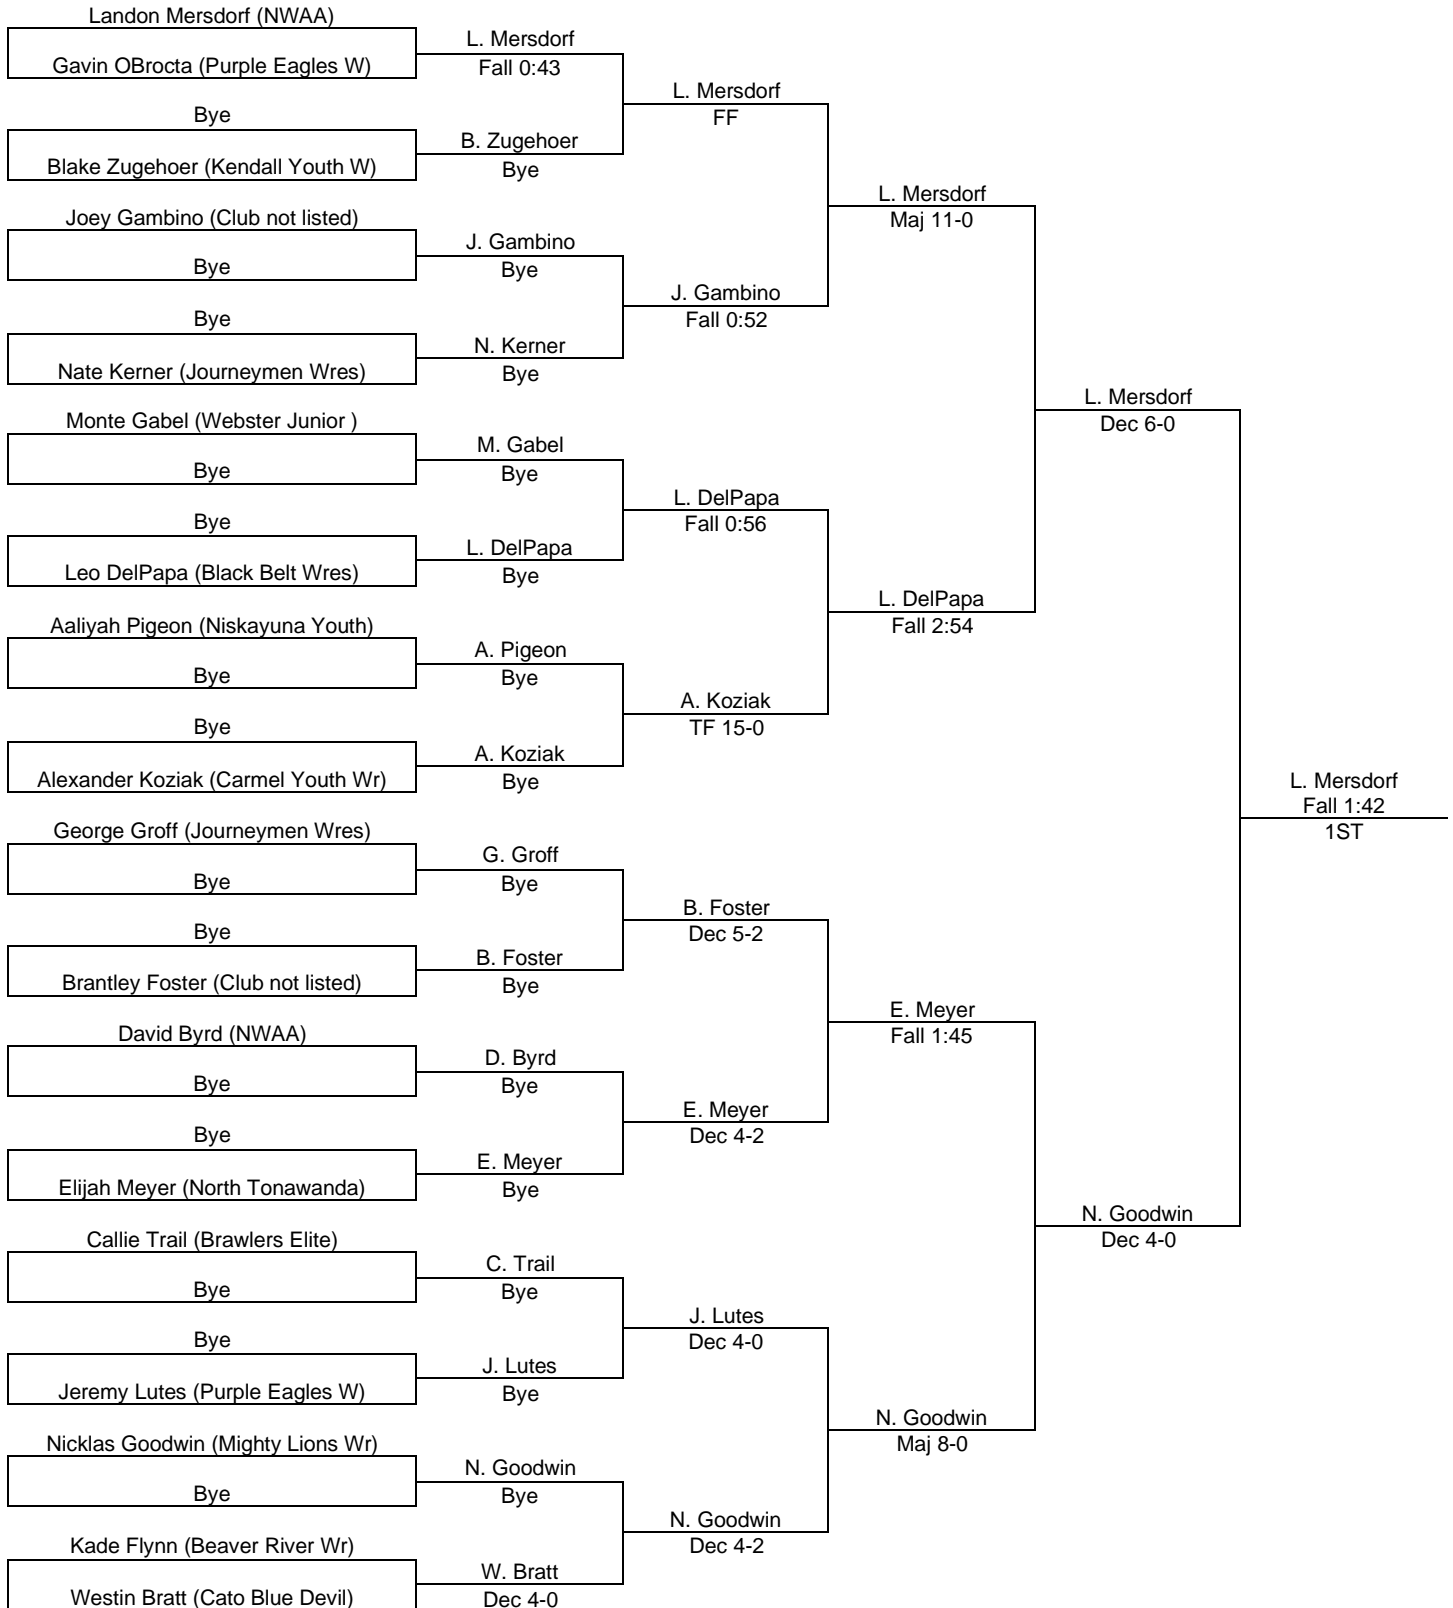 Landon Mersdorf (NWAA)
Gavin OBrocta (Purple Eagles W)
Bye
Blake Zugehoer (Kendall Youth W)
Joey Gambino (Club not listed)
Bye
Bye
Nate Kerner (Journeymen Wres)
Monte Gabel (Webster Junior )
Bye
Bye
Leo DelPapa (Black Belt Wres)
Aaliyah Pigeon (Niskayuna Youth)
Bye
Bye
Alexander Koziak (Carmel Youth Wr)
George Groff (Journeymen Wres)
Bye
Bye
Brantley Foster (Club not listed)
David Byrd (NWAA)
Bye
Bye
Elijah Meyer (North Tonawanda)
Callie Trail (Brawlers Elite)
Bye
Bye
Jeremy Lutes (Purple Eagles W)
Nicklas Goodwin (Mighty Lions Wr)
Bye
Kade Flynn (Beaver River Wr)
Westin Bratt (Cato Blue Devil)
L. Mersdorf
Fall 0:43
B. Zugehoer
Bye
J. Gambino
Bye
N. Kerner
Bye
M. Gabel
Bye
L. DelPapa
Bye
A. Pigeon
Bye
A. Koziak
Bye
G. Groff
Bye
B. Foster
Bye
D. Byrd
Bye
E. Meyer
Bye
C. Trail
Bye
J. Lutes
Bye
N. Goodwin
Bye
W. Bratt
Dec 4-0
L. Mersdorf
FF
J. Gambino
Fall 0:52
L. DelPapa
Fall 0:56
A. Koziak
TF 15-0
B. Foster
Dec 5-2
E. Meyer
Dec 4-2
J. Lutes
Dec 4-0
N. Goodwin
Dec 4-2
L. Mersdorf
Maj 11-0
L. DelPapa
Fall 2:54
E. Meyer
Fall 1:45
N. Goodwin
Maj 8-0
L. Mersdorf
Dec 6-0
N. Goodwin
Dec 4-0
L. Mersdorf
Fall 1:42
1ST